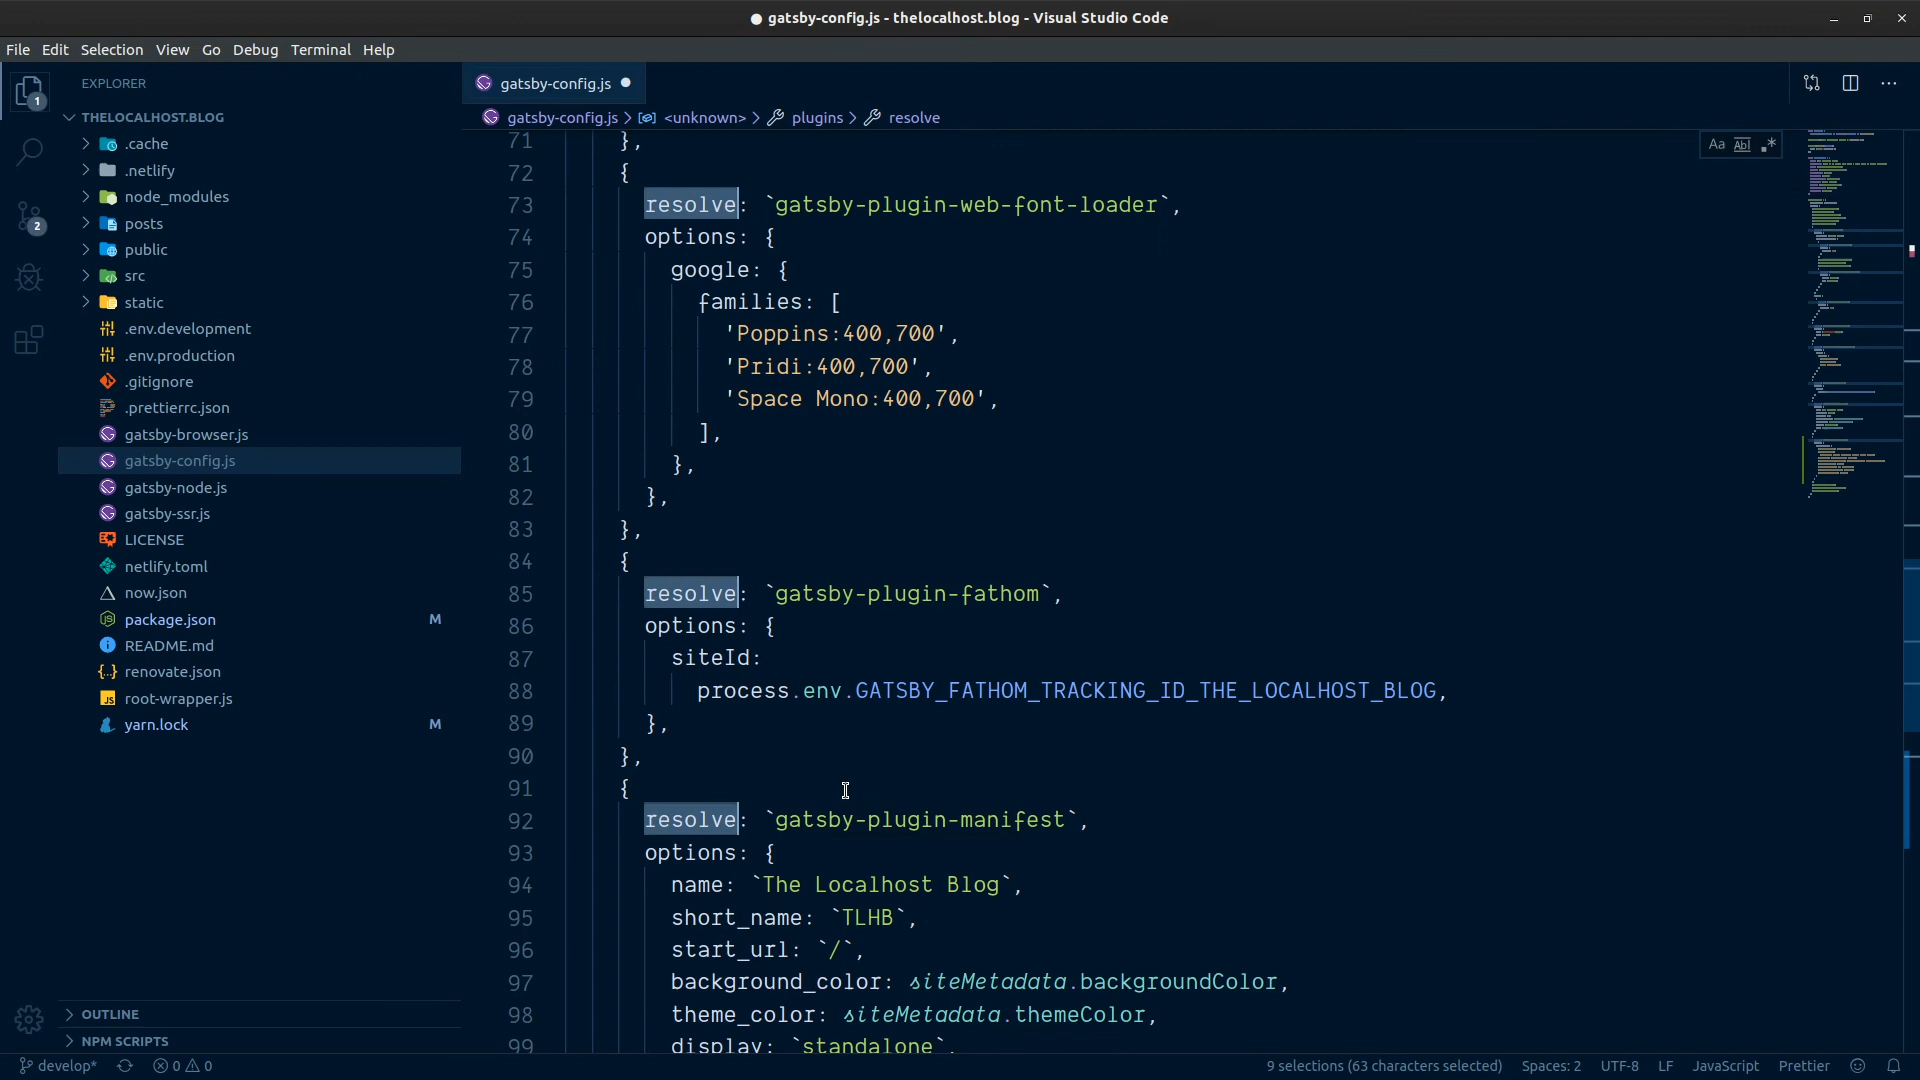 gatsby-config.js - thelocalhost.blog - Visual Studio Code
File Edit Selection View Go Debug Terminal Help
EXPLORER
THELOCALHOST.BLOG
.cache
.netlify
node_modules
posts
public
src
static
.env.development
.env.production
.gitignore
.prettierrc.json
gatsby-browser.js
gatsby-config.js
gatsby-node.js
gatsby-ssr.js
LICENSE
netlify.toml
now.json
package.json M
README.md
renovate.json
root-wrapper.js
yarn.lock M
OUTLINE
NPM SCRIPTS
1
2
gatsby-config.js
gatsby-config.js > <unknown> > plugins > resolve
Aa Abl .*
71 },
72 {
73 resolve: `gatsby-plugin-web-font-loader`,
74 options: {
75 google: {
76 families: [
77 'Poppins:400,700',
78 'Pridi:400,700',
79 'Space Mono:400,700',
80 ],
81 },
82 },
83 },
84 {
85 resolve: `gatsby-plugin-fathom`,
86 options: {
87 siteId:
88 process.env.GATSBY_FATHOM_TRACKING_ID_THE_LOCALHOST_BLOG,
89 },
90 },
91 {
92 resolve: `gatsby-plugin-manifest`,
93 options: {
94 name: `The Localhost Blog`,
95 short_name: `TLHB`,
96 start_url: `/`,
97 background_color: siteMetadata.backgroundColor,
98 theme_color: siteMetadata.themeColor,
99 display: `standalone`,
develop* 0 0 9 selections (63 characters selected) Spaces: 2 UTF-8 LF JavaScript Prettier